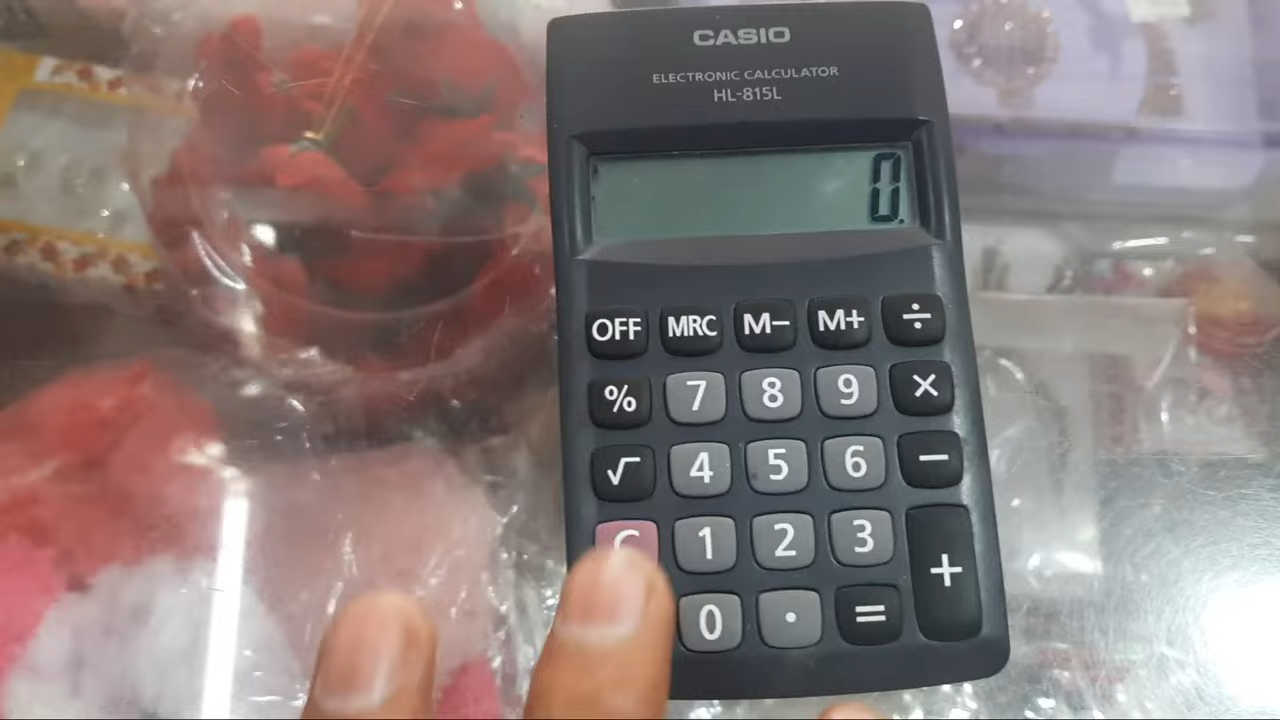 CASIO
ELECTRONIC CALCULATOR
HL-815L
0.
OFF MRC M− M+ ÷
% 7 8 9 ×
√ 4 5 6 −
C 1 2 3 +
0 . =